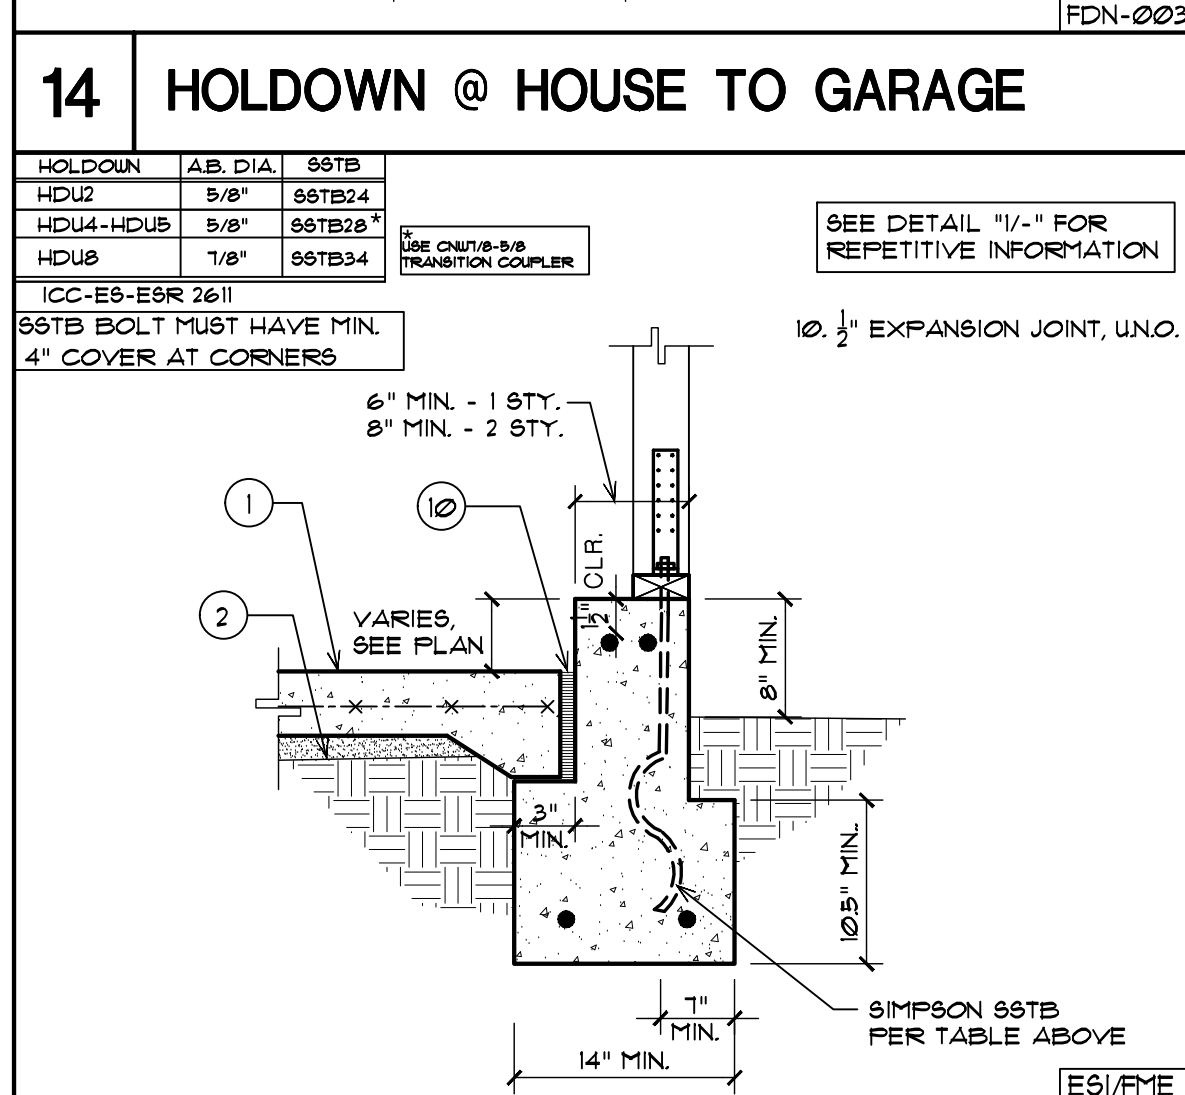 FDN-003
14 HOLDOWN @ HOUSE TO GARAGE
HOLDOWN A.B. DIA. SSTB
HDU2 5/8" SSTB24
HDU4-HDU5 5/8" SSTB28*
HDU8 7/8" SSTB34
*
USE CNW7/8-5/8
TRANSITION COUPLER
SEE DETAIL "1/-" FOR
REPETITIVE INFORMATION
ICC-ES-ESR 2611
SSTB BOLT MUST HAVE MIN.
4" COVER AT CORNERS
10. 1/2" EXPANSION JOINT, U.N.O.
6" MIN. - 1 STY.
8" MIN. - 2 STY.
1
10
2
VARIES,
SEE PLAN
1 1/2" CLR.
8" MIN.
3"
MIN.
10.5" MIN.
7"
MIN.
14" MIN.
SIMPSON SSTB
PER TABLE ABOVE
ESI/FME